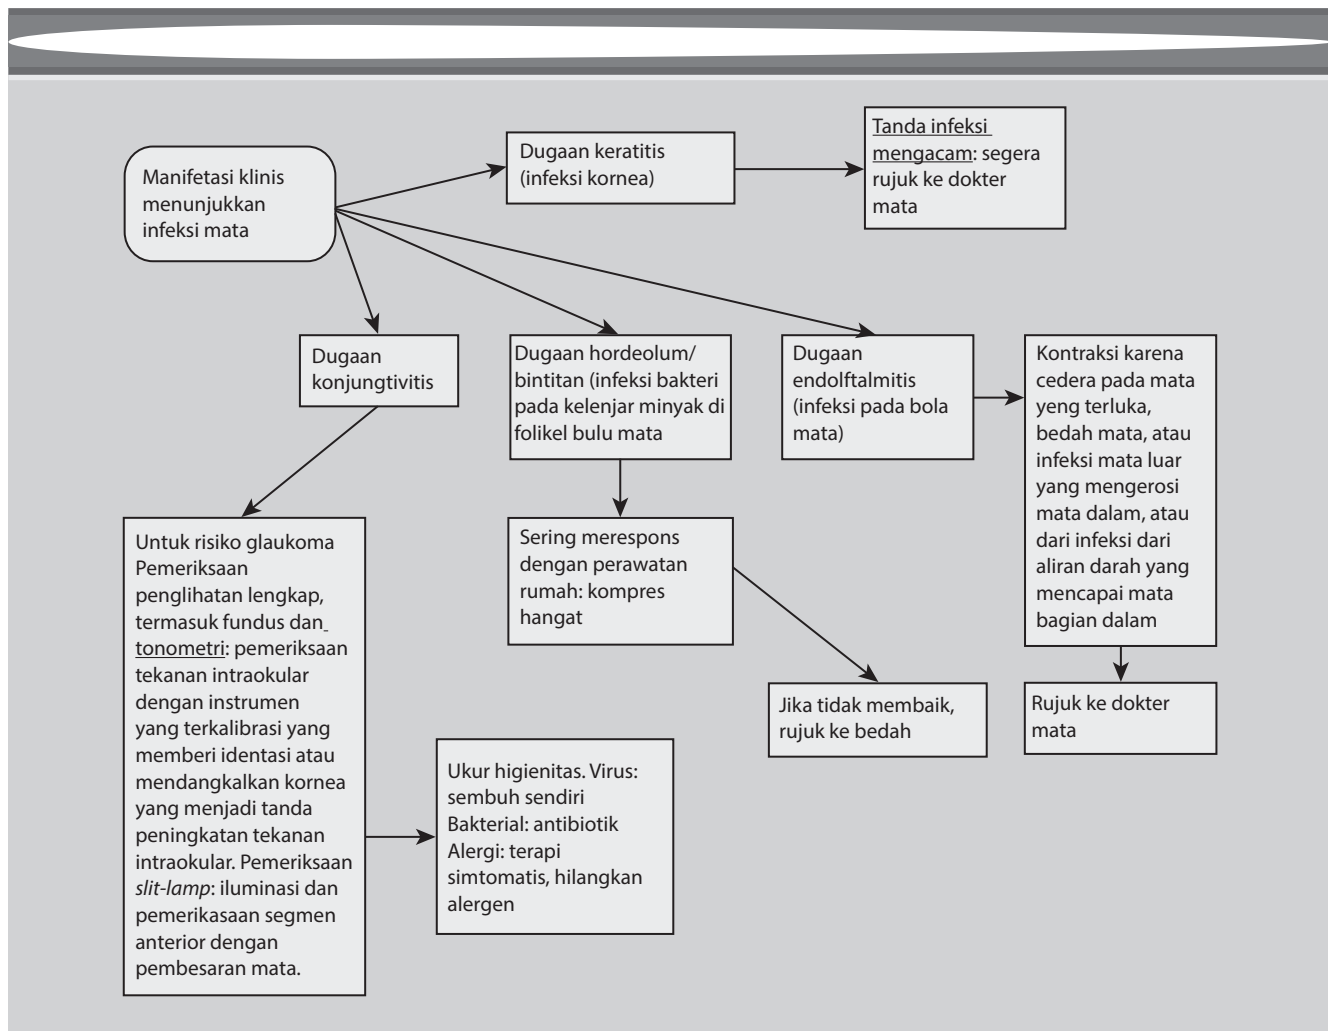 Manifetasi klinis
menunjukkan
infeksi mata
Dugaan keratitis
(infeksi kornea)
Tanda infeksi
mengacam: segera
rujuk ke dokter
mata
Dugaan
konjungtivitis
Dugaan hordeolum/
bintitan (infeksi bakteri
pada kelenjar minyak di
folikel bulu mata
Dugaan
endolftalmitis
(infeksi pada bola
mata)
Kontraksi karena
cedera pada mata
yeng terluka,
bedah mata, atau
infeksi mata luar
yang mengerosi
mata dalam, atau
dari infeksi dari
aliran darah yang
mencapai mata
bagian dalam
Untuk risiko glaukoma
Pemeriksaan
penglihatan lengkap,
termasuk fundus dan
tonometri: pemeriksaan
tekanan intraokular
dengan instrumen
yang terkalibrasi yang
memberi identasi atau
mendangkalkan kornea
yang menjadi tanda
peningkatan tekanan
intraokular. Pemeriksaan
slit-lamp: iluminasi dan
pemerikasaan segmen
anterior dengan
pembesaran mata.
Sering merespons
dengan perawatan
rumah: kompres
hangat
Jika tidak membaik,
rujuk ke bedah
Rujuk ke dokter
mata
Ukur higienitas. Virus:
sembuh sendiri
Bakterial: antibiotik
Alergi: terapi
simtomatis, hilangkan
alergen